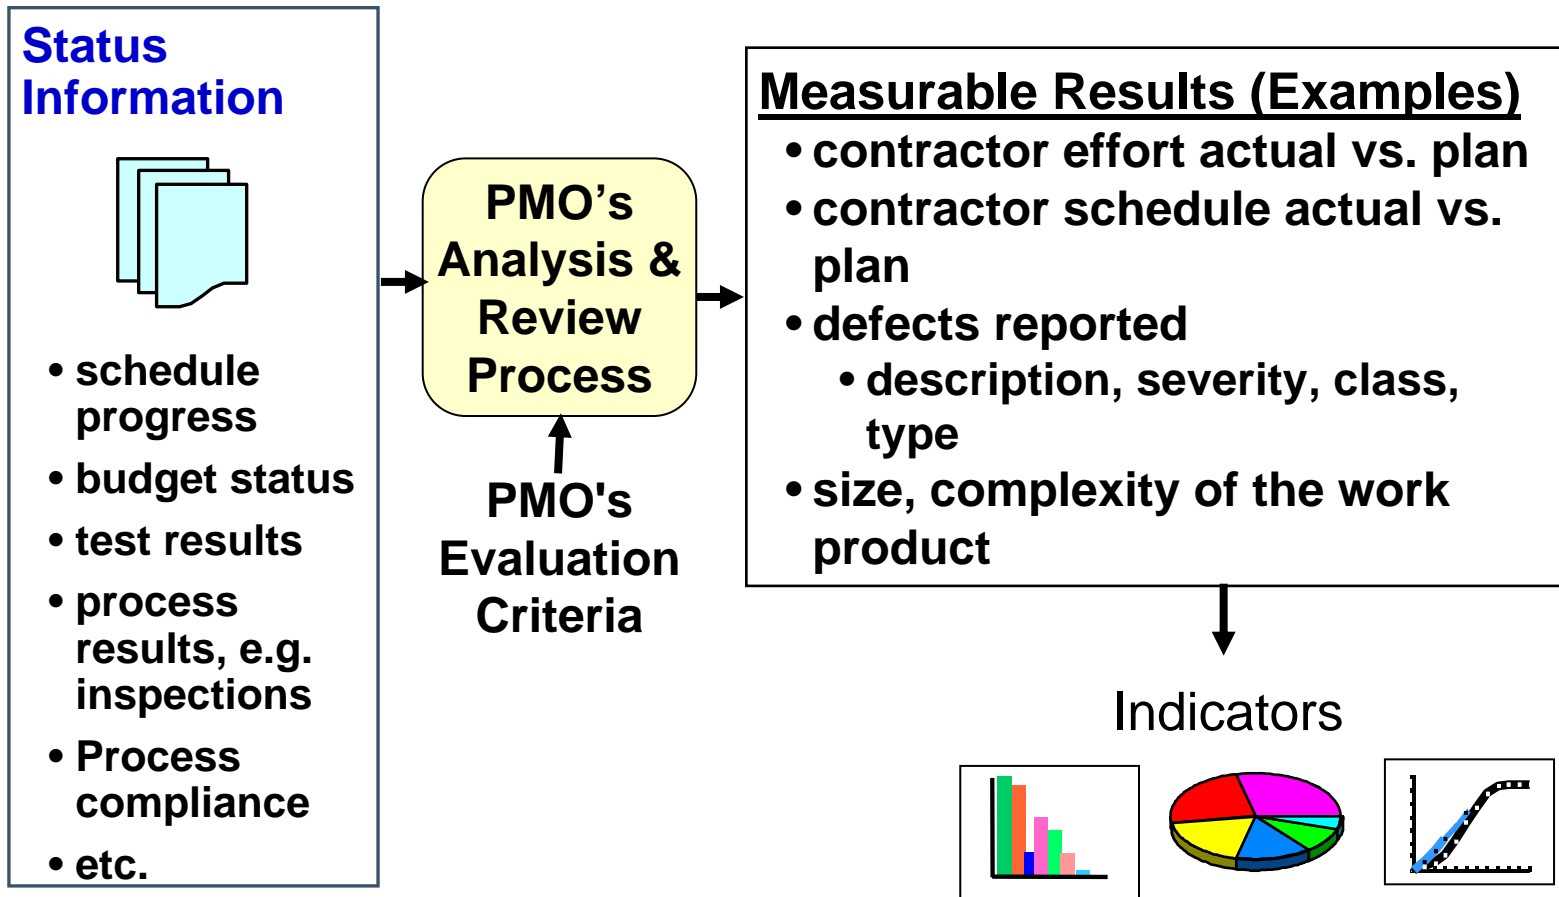 Status
Information
• schedule
progress
• budget status
• test results
• process
results, e.g.
inspections
• Process
compliance
• etc.
PMO’s
Analysis &
Review
Process
PMO's
Evaluation
Criteria
Measurable Results (Examples)
• contractor effort actual vs. plan
• contractor schedule actual vs.
plan
• defects reported
• description, severity, class,
type
• size, complexity of the work
product
Indicators